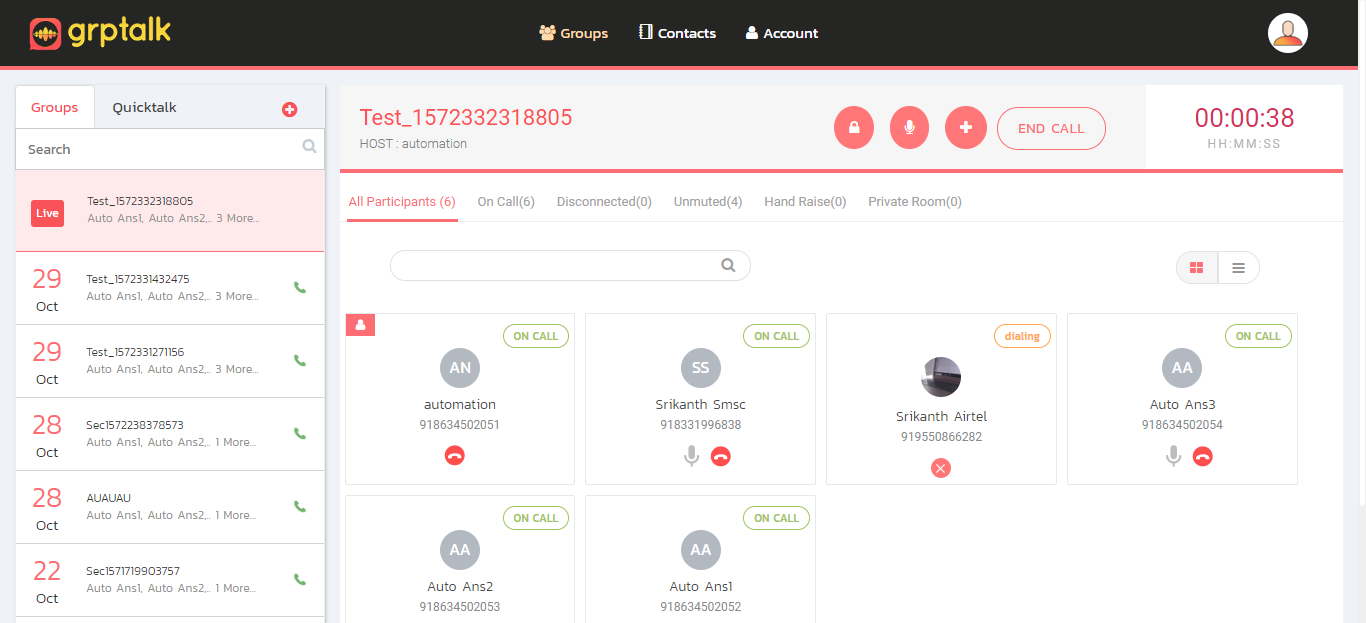 grptalk
Groups
Contacts
Account
Groups
Quicktalk
Search
Live
Test_1572332318805
Auto Ans1, Auto Ans2,.. 3 More...
29
Oct
Test_1572331432475
Auto Ans1, Auto Ans2,.. 3 More...
29
Oct
Test_1572331271156
Auto Ans1, Auto Ans2,.. 3 More...
28
Oct
Sec1572238378573
Auto Ans1, Auto Ans2,.. 1 More...
28
Oct
AUAUAU
Auto Ans1, Auto Ans2,.. 1 More...
22
Oct
Sec1571719903757
Auto Ans1, Auto Ans2,.. 1 More...
Test_1572332318805
HOST : automation
END CALL
00:00:38
HH:MM:SS
All Participants (6)
On Call(6)
Disconnected(0)
Unmuted(4)
Hand Raise(0)
Private Room(0)
ON CALL
AN
automation
918634502051
ON CALL
SS
Srikanth Smsc
918331996838
dialing
Srikanth Airtel
919550866282
ON CALL
AA
Auto Ans3
918634502054
ON CALL
AA
Auto Ans2
918634502053
ON CALL
AA
Auto Ans1
918634502052